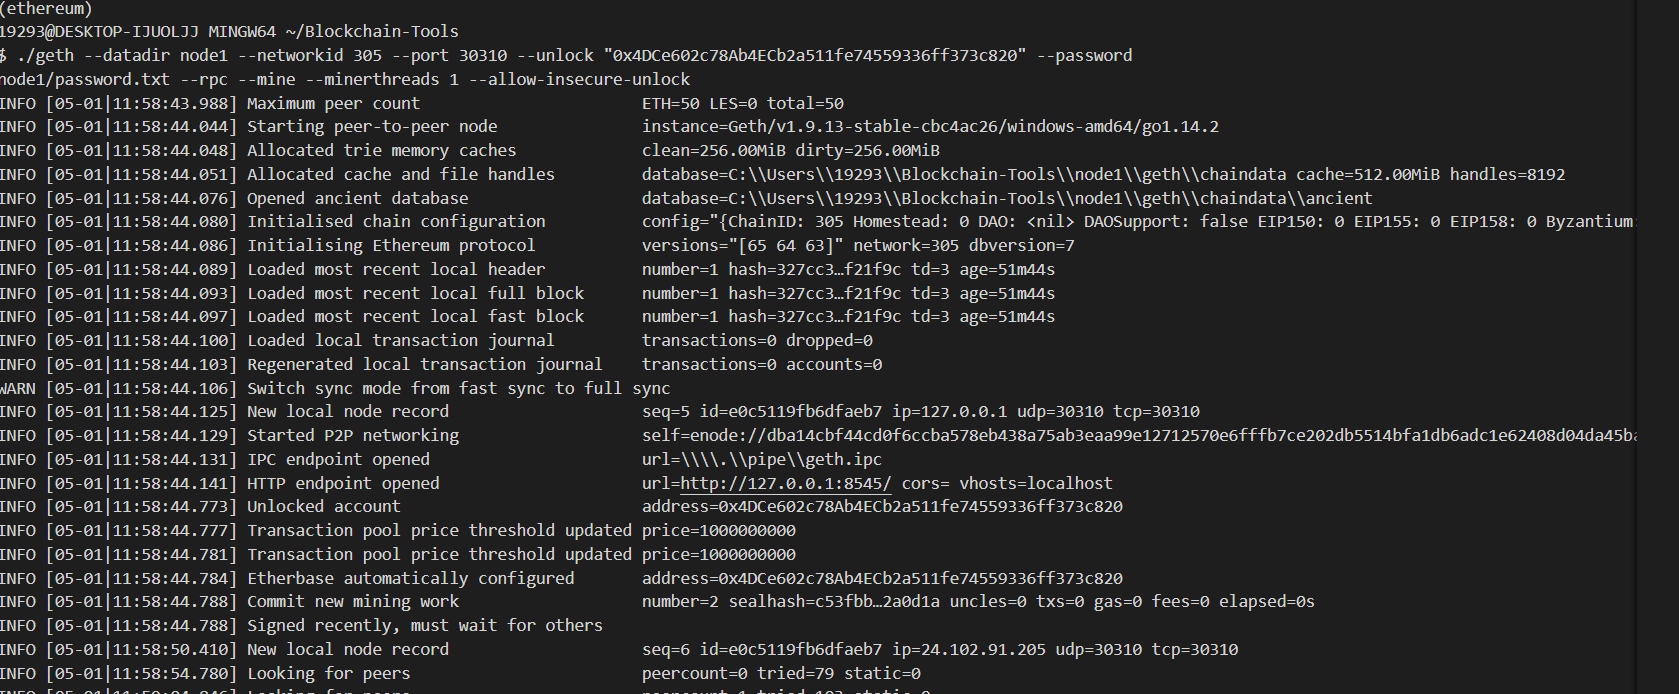 (ethereum)
19293@DESKTOP-IJUOLJJ MINGW64 ~/Blockchain-Tools
$ ./geth --datadir node1 --networkid 305 --port 30310 --unlock "0x4DCe602c78Ab4ECb2a511fe74559336ff373c820" --password
node1/password.txt --rpc --mine --minerthreads 1 --allow-insecure-unlock
INFO [05-01|11:58:43.988] Maximum peer count ETH=50 LES=0 total=50
INFO [05-01|11:58:44.044] Starting peer-to-peer node instance=Geth/v1.9.13-stable-cbc4ac26/windows-amd64/go1.14.2
INFO [05-01|11:58:44.048] Allocated trie memory caches clean=256.00MiB dirty=256.00MiB
INFO [05-01|11:58:44.051] Allocated cache and file handles database=C:\\Users\\19293\\Blockchain-Tools\\node1\\geth\\chaindata cache=512.00MiB handles=8192
INFO [05-01|11:58:44.076] Opened ancient database database=C:\\Users\\19293\\Blockchain-Tools\\node1\\geth\\chaindata\\ancient
INFO [05-01|11:58:44.080] Initialised chain configuration config="{ChainID: 305 Homestead: 0 DAO: <nil> DAOSupport: false EIP150: 0 EIP155: 0 EIP158: 0 Byzantium:
INFO [05-01|11:58:44.086] Initialising Ethereum protocol versions="[65 64 63]" network=305 dbversion=7
INFO [05-01|11:58:44.089] Loaded most recent local header number=1 hash=327cc3…f21f9c td=3 age=51m44s
INFO [05-01|11:58:44.093] Loaded most recent local full block number=1 hash=327cc3…f21f9c td=3 age=51m44s
INFO [05-01|11:58:44.097] Loaded most recent local fast block number=1 hash=327cc3…f21f9c td=3 age=51m44s
INFO [05-01|11:58:44.100] Loaded local transaction journal transactions=0 dropped=0
INFO [05-01|11:58:44.103] Regenerated local transaction journal transactions=0 accounts=0
WARN [05-01|11:58:44.106] Switch sync mode from fast sync to full sync
INFO [05-01|11:58:44.125] New local node record seq=5 id=e0c5119fb6dfaeb7 ip=127.0.0.1 udp=30310 tcp=30310
INFO [05-01|11:58:44.129] Started P2P networking self=enode://dba14cbf44cd0f6ccba578eb438a75ab3eaa99e12712570e6fffb7ce202db5514bfa1db6adc1e62408d04da45ba
INFO [05-01|11:58:44.131] IPC endpoint opened url=\\\\.\\pipe\\geth.ipc
INFO [05-01|11:58:44.141] HTTP endpoint opened url=http://127.0.0.1:8545/ cors= vhosts=localhost
INFO [05-01|11:58:44.773] Unlocked account address=0x4DCe602c78Ab4ECb2a511fe74559336ff373c820
INFO [05-01|11:58:44.777] Transaction pool price threshold updated price=1000000000
INFO [05-01|11:58:44.781] Transaction pool price threshold updated price=1000000000
INFO [05-01|11:58:44.784] Etherbase automatically configured address=0x4DCe602c78Ab4ECb2a511fe74559336ff373c820
INFO [05-01|11:58:44.788] Commit new mining work number=2 sealhash=c53fbb…2a0d1a uncles=0 txs=0 gas=0 fees=0 elapsed=0s
INFO [05-01|11:58:44.788] Signed recently, must wait for others
INFO [05-01|11:58:50.410] New local node record seq=6 id=e0c5119fb6dfaeb7 ip=24.102.91.205 udp=30310 tcp=30310
INFO [05-01|11:58:54.780] Looking for peers peercount=0 tried=79 static=0